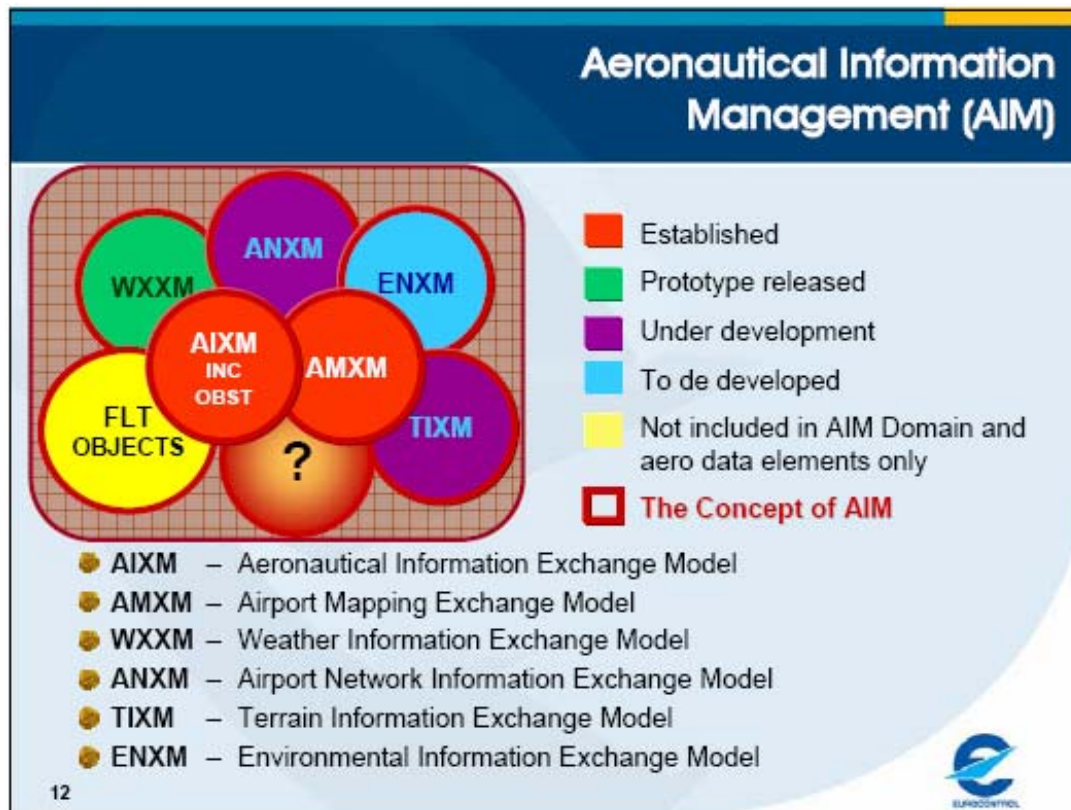 Aeronautical Information
Management (AIM)
ANXM
WXXM
ENXM
AIXM
INC
OBST
AMXM
FLT
OBJECTS
TIXM
?
Established
Prototype released
Under development
To de developed
Not included in AIM Domain and
aero data elements only
The Concept of AIM
AIXM – Aeronautical Information Exchange Model
AMXM – Airport Mapping Exchange Model
WXXM – Weather Information Exchange Model
ANXM – Airport Network Information Exchange Model
TIXM – Terrain Information Exchange Model
ENXM – Environmental Information Exchange Model
12
EUROCONTROL